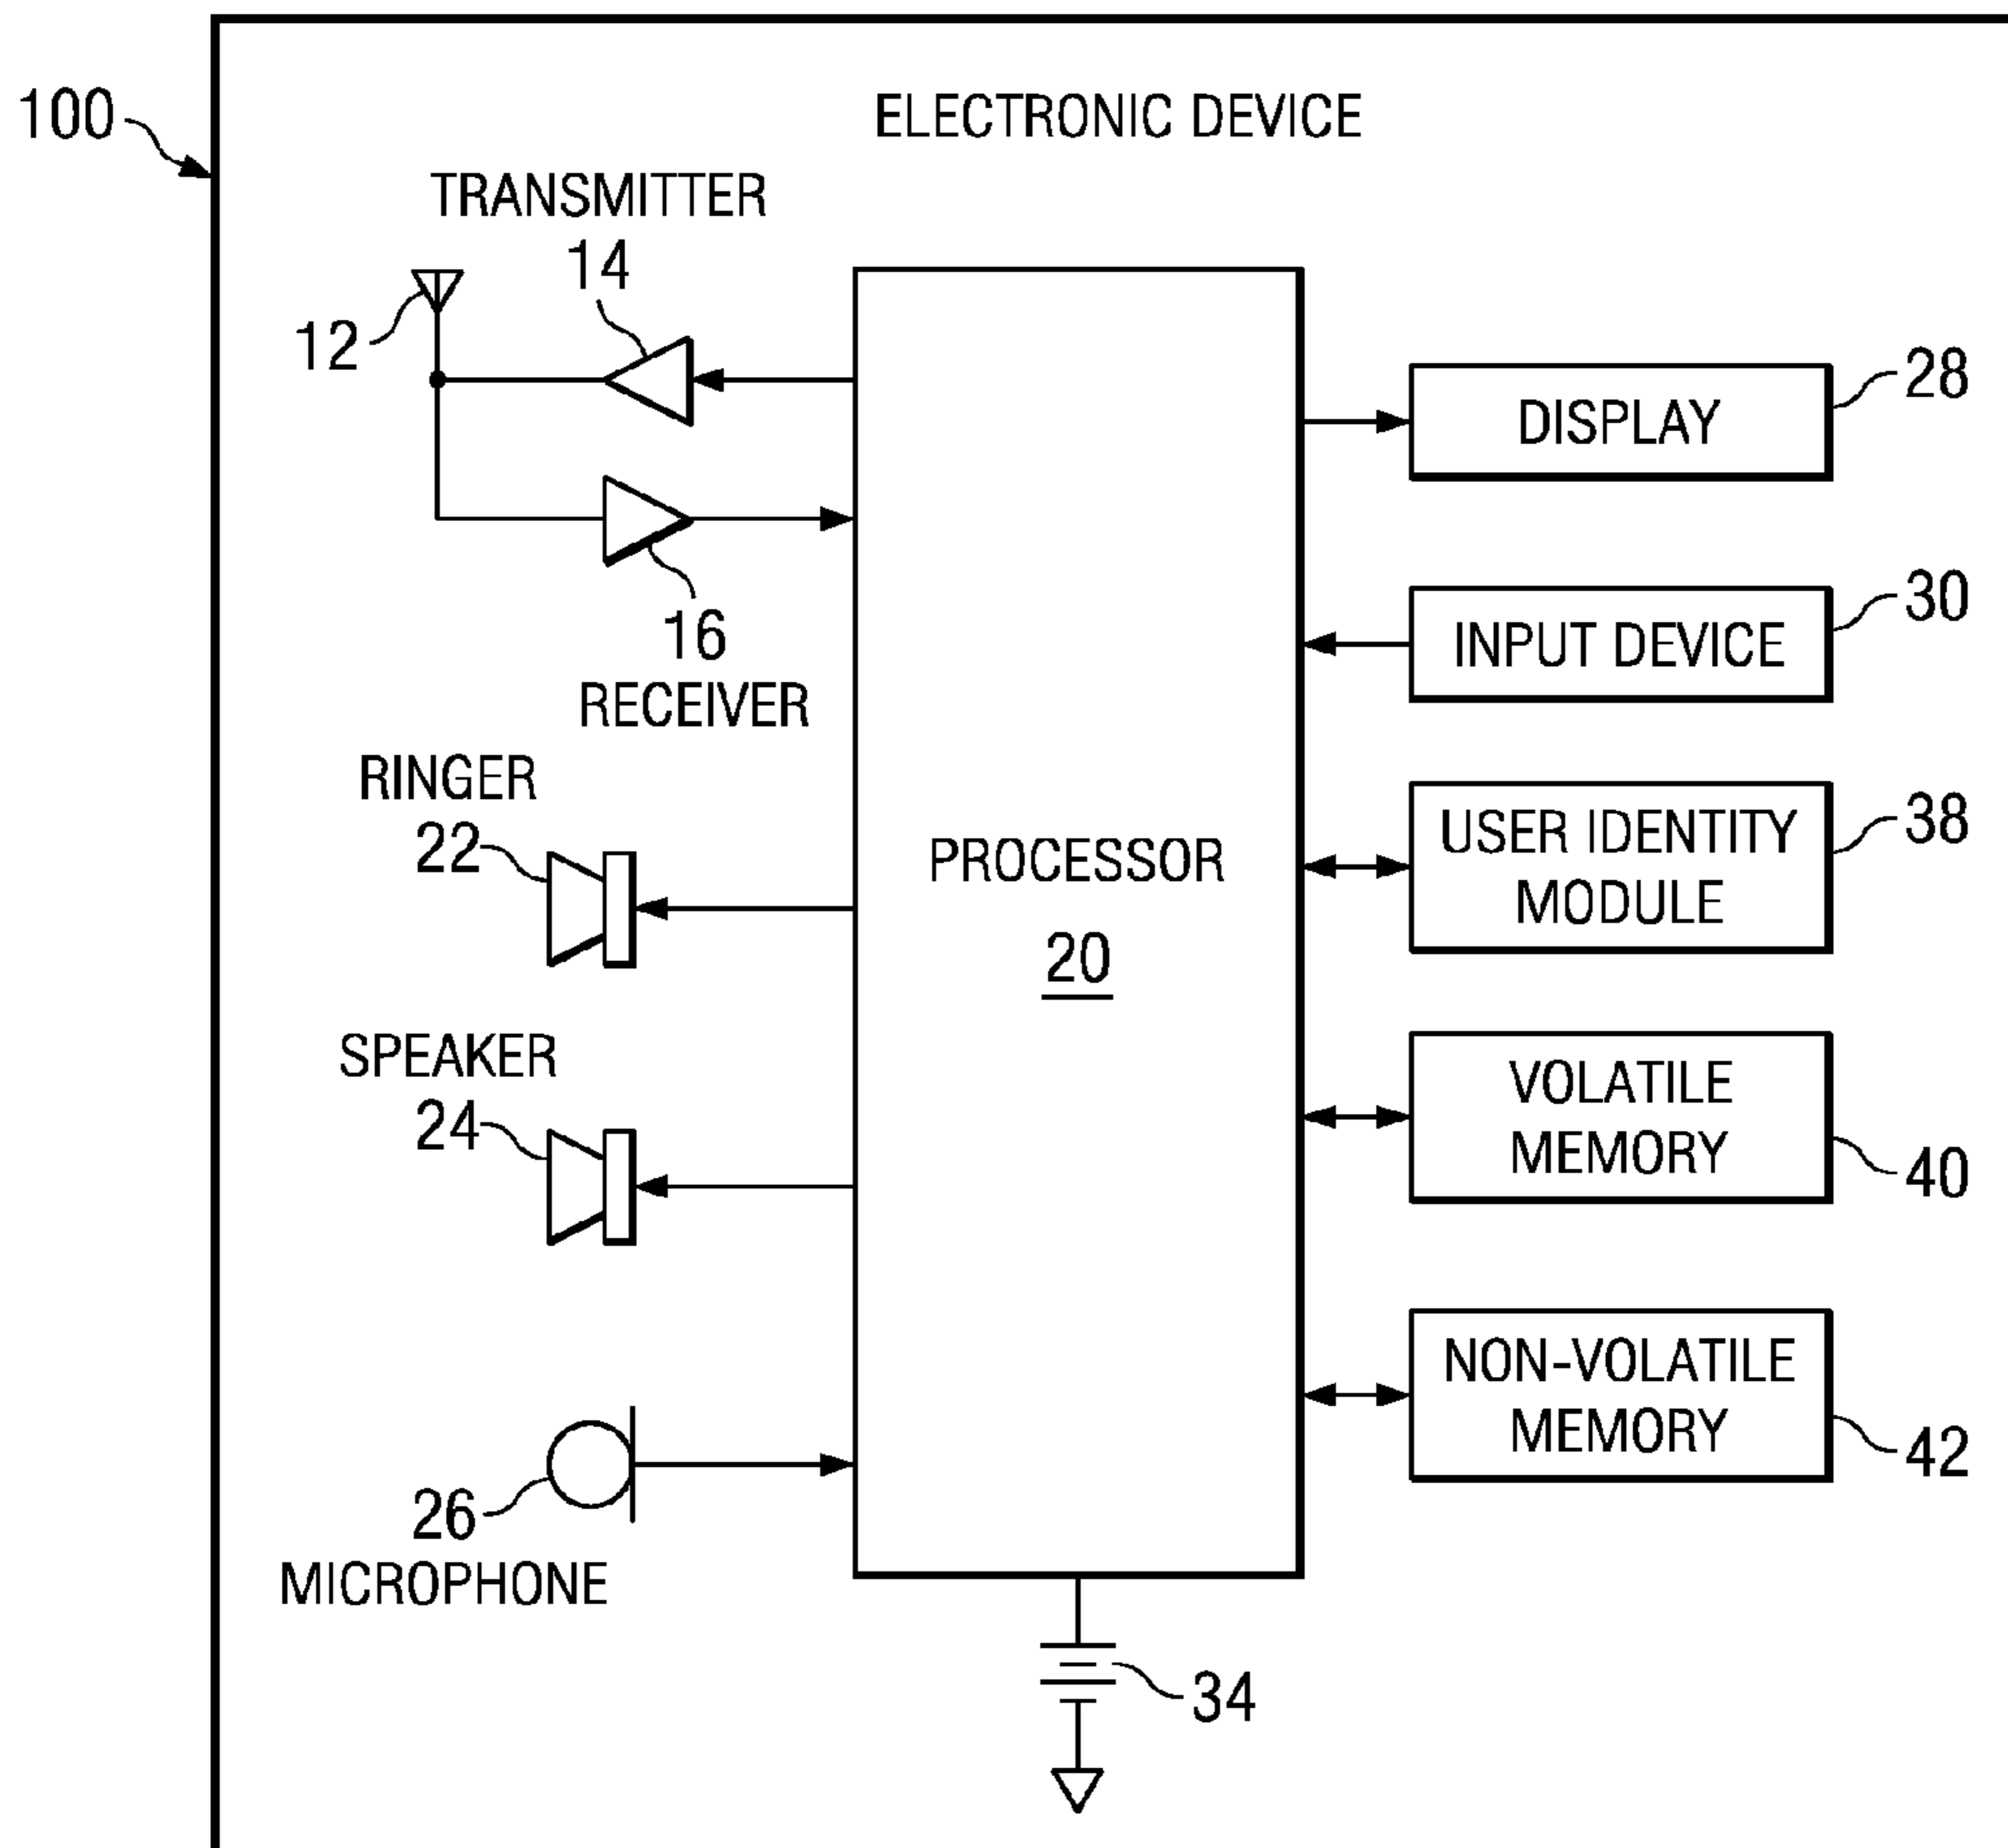 100
ELECTRONIC DEVICE
TRANSMITTER
14
12
16
RECEIVER
RINGER
22
SPEAKER
24
26
MICROPHONE
PROCESSOR
20
34
DISPLAY
28
INPUT DEVICE
30
USER IDENTITY
MODULE
38
VOLATILE
MEMORY
40
NON-VOLATILE
MEMORY
42